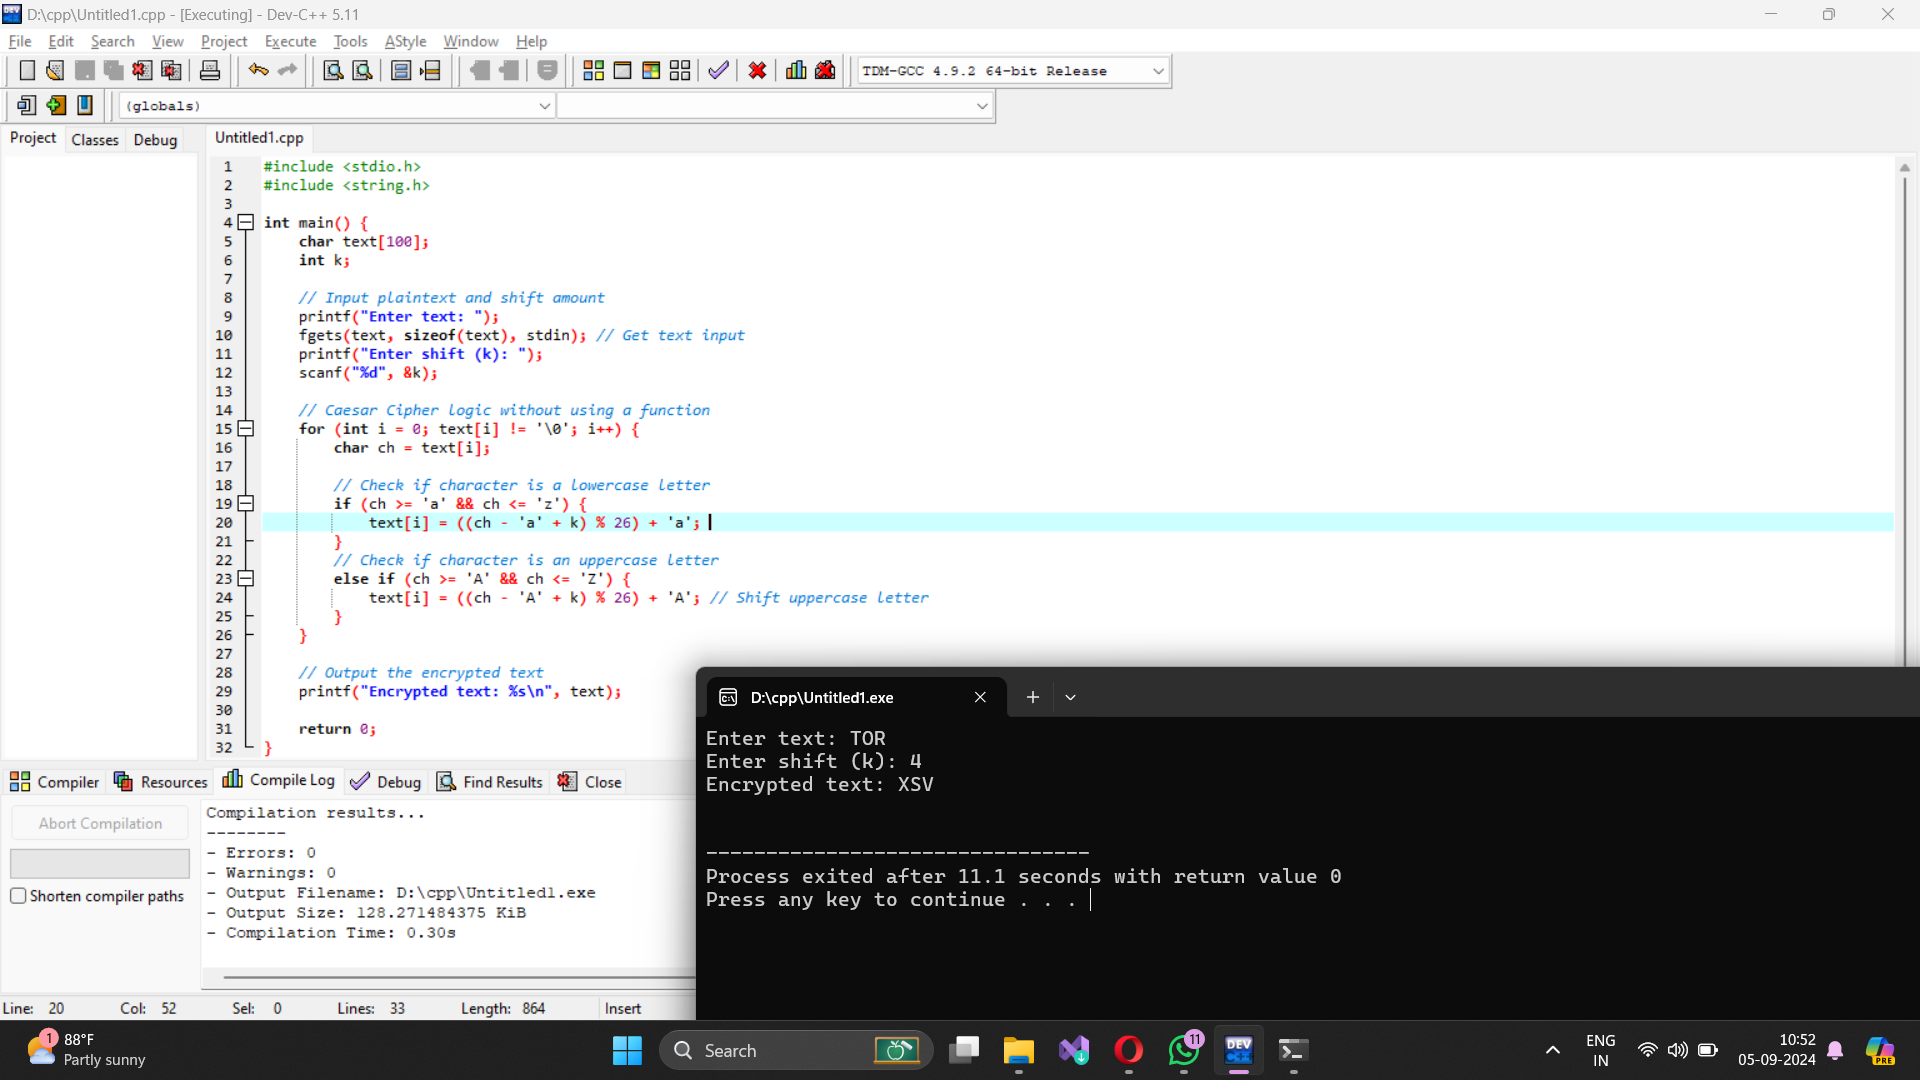 D:\cpp\Untitled1.cpp - [Executing] - Dev-C++ 5.11
File Edit Search View Project Execute Tools AStyle Window Help
TDM-GCC 4.9.2 64-bit Release
(globals)
Project Classes Debug Untitled1.cpp
1 #include <stdio.h>
2 #include <string.h>
3
4 int main() {
5 char text[100];
6 int k;
7
8 // Input plaintext and shift amount
9 printf("Enter text: ");
10 fgets(text, sizeof(text), stdin); // Get text input
11 printf("Enter shift (k): ");
12 scanf("%d", &k);
13
14 // Caesar Cipher logic without using a function
15 for (int i = 0; text[i] != '\0'; i++) {
16 char ch = text[i];
17
18 // Check if character is a lowercase letter
19 if (ch >= 'a' && ch <= 'z') {
20 text[i] = ((ch - 'a' + k) % 26) + 'a';
21 }
22 // Check if character is an uppercase letter
23 else if (ch >= 'A' && ch <= 'Z') {
24 text[i] = ((ch - 'A' + k) % 26) + 'A'; // Shift uppercase letter
25 }
26 }
27
28 // Output the encrypted text
29 printf("Encrypted text: %s\n", text);
30
31 return 0;
32 }
D:\cpp\Untitled1.exe
Enter text: TOR
Enter shift (k): 4
Encrypted text: XSV
--------------------------------
Process exited after 11.1 seconds with return value 0
Press any key to continue . . .
Compiler Resources Compile Log Debug Find Results Close
Abort Compilation
Shorten compiler paths
Compilation results...
--------
- Errors: 0
- Warnings: 0
- Output Filename: D:\cpp\Untitled1.exe
- Output Size: 128.271484375 KiB
- Compilation Time: 0.30s
Line: 20 Col: 52 Sel: 0 Lines: 33 Length: 864 Insert
1
88°F
Partly sunny
Search
11
DEV
C++
ENG
IN
10:52
05-09-2024
PRE